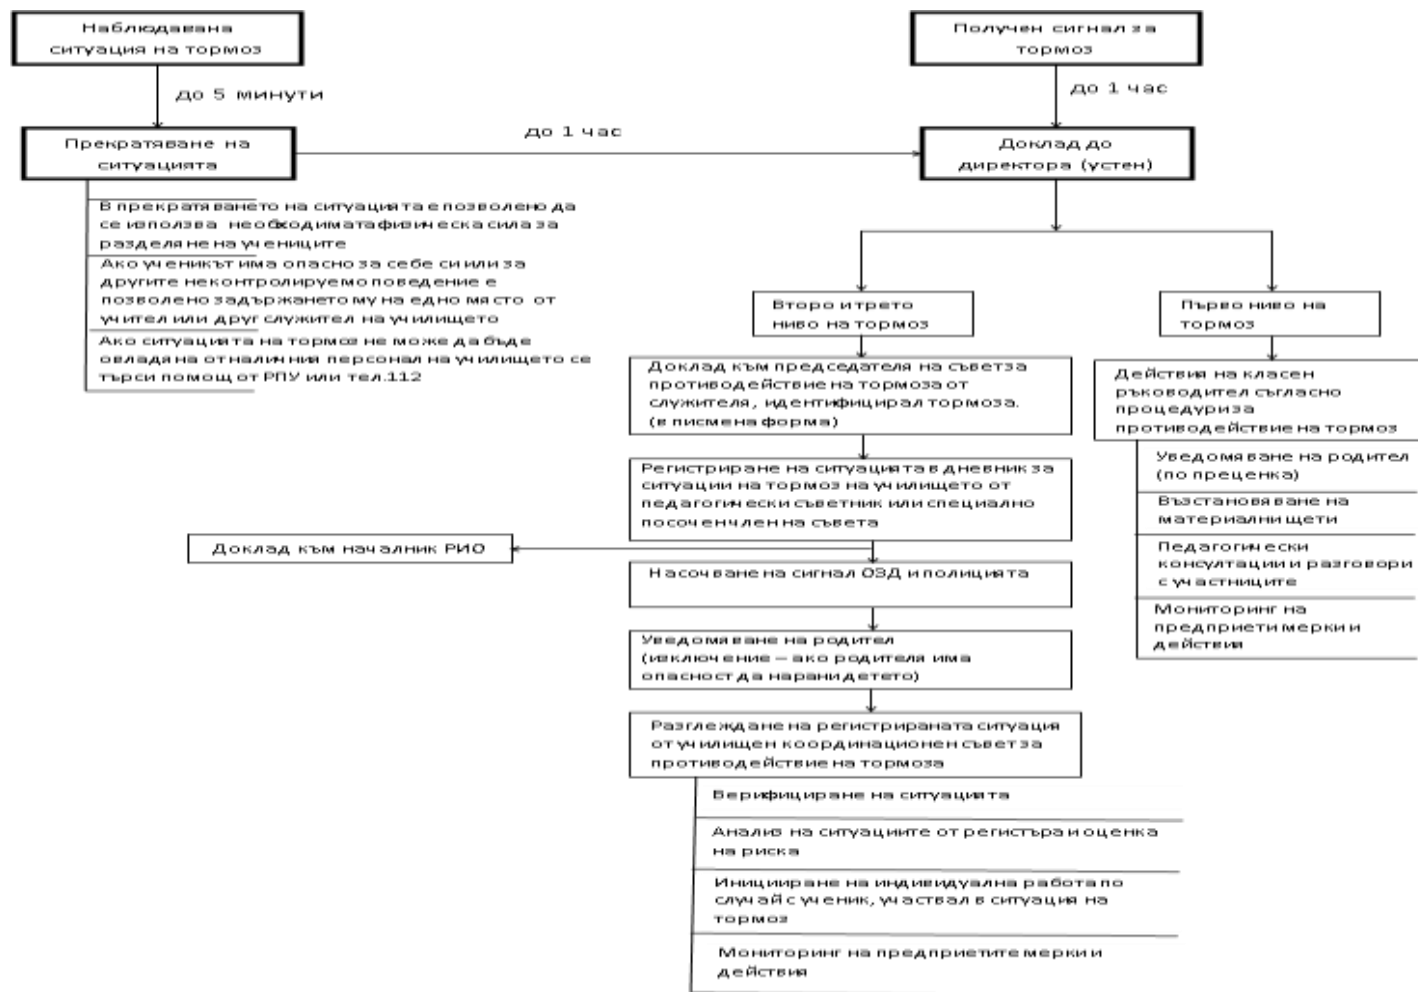 Наблюдавана
ситуация на тормоз
Получен сигнал за
тормоз
до 5 минути
до 1 час
Прекратяване на
ситуацията
до 1 час
Доклад до
директора (устен)
В прекратяването на ситуацията е позволено да
се използва необходимата физическа сила за
разделяне на учениците
Ако ученикът има опасно за себе си или за
другите неконтролируемо поведение е
позволено задържането му на едно място от
учител или друг служител на училището
Ако ситуацията на тормоз не може да бъде
овладяна от наличния персонал на училището се
търси помощ от РПУ или тел.112
Второ и трето
ниво на тормоз
Първо ниво на
тормоз
Доклад към председателя на съвет за
противодействие на тормоза от
служителя, идентифицирал тормоза.
(в писмена форма)
Регистриране на ситуацията в дневник за
ситуации на тормоз на училището от
педагогически съветник или специално
посочен член на съвета
Доклад към началник РИО
Насочване на сигнал ОЗД и полицията
Уведомяване на родител
(изключение – ако родителя има
опасност да нарани детето)
Разглеждане на регистрираната ситуация
от училищен координационен съвет за
противодействие на тормоза
Верифициране на ситуацията
Анализ на ситуациите от регистъра и оценка
на риска
Иницииране на индивидуална работа по
случай с ученик, участвал в ситуация на
тормоз
Мониторинг на предприетите мерки и
действия
Действия на класен
ръководител съгласно
процедури за
противодействие на тормоз
Уведомяване на родител
(по преценка)
Възстановяване на
материални щети
Педагогически
консултации и разговори
с участниците
Мониторинг на
предприети мерки и
действия